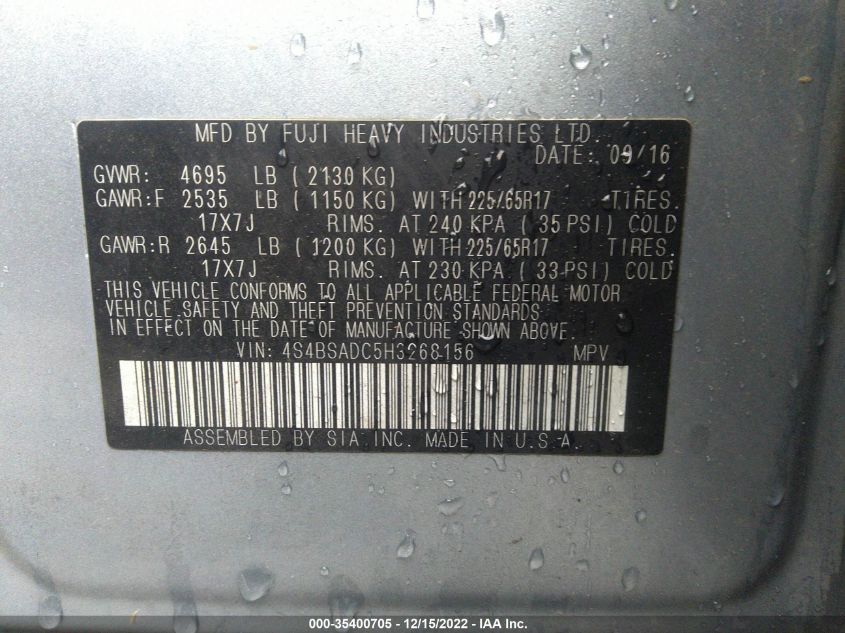 MFD BY FUJI HEAVY INDUSTRIES LTD.
DATE: 09/16
GVWR: 4695 LB ( 2130 KG)
GAWR:F 2535 LB ( 1150 KG) WITH 225/65R17 TIRES.
17X7J RIMS. AT 240 KPA ( 35 PSI) COLD
GAWR:R 2645 LB ( 1200 KG) WITH 225/65R17 TIRES.
17X7J RIMS. AT 230 KPA ( 33 PSI) COLD
THIS VEHICLE CONFORMS TO ALL APPLICABLE FEDERAL MOTOR
VEHICLE SAFETY AND THEFT PREVENTION STANDARDS
IN EFFECT ON THE DATE OF MANUFACTURE SHOWN ABOVE.
VIN: 4S4BSADC5H3268156 MPV
ASSEMBLED BY SIA INC. MADE IN U.S.A.
000-35400705 - 12/15/2022 - IAA Inc.